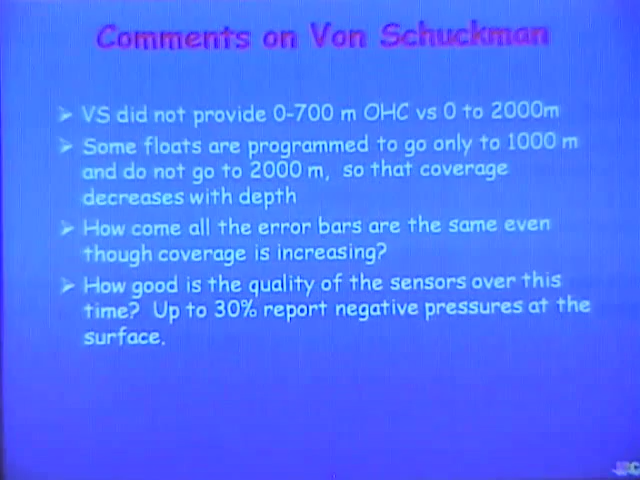 Comments on Von Schuckman
VS did not provide 0-700 m OHC vs 0 to 2000m
Some floats are programmed to go only to 1000 m
and do not go to 2000 m, so that coverage
decreases with depth
How come all the error bars are the same even
though coverage is increasing?
How good is the quality of the sensors over this
time? Up to 30% report negative pressures at the
surface.